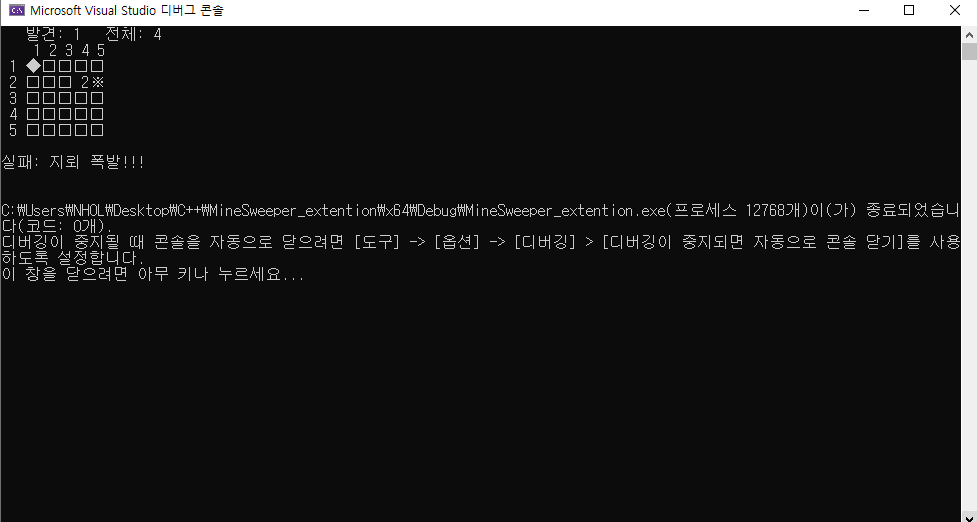 Microsoft Visual Studio 디버그 콘솔
발견: 1 전체: 4
1 2 3 4 5
1 ◆□□□□
2 □□□ 2※
3 □□□□□
4 □□□□□
5 □□□□□
실패: 지뢰 폭발!!!
C:\Users\NHOL\Desktop\C++\MineSweeper_extention\x64\Debug\MineSweeper_extention.exe(프로세스 12768개)이(가) 종료되었습니
다(코드: 0개).
디버깅이 중지될 때 콘솔을 자동으로 닫으려면 [도구] -> [옵션] -> [디버깅] > [디버깅이 중지되면 자동으로 콘솔 닫기]를 사용
하도록 설정합니다.
이 창을 닫으려면 아무 키나 누르세요...